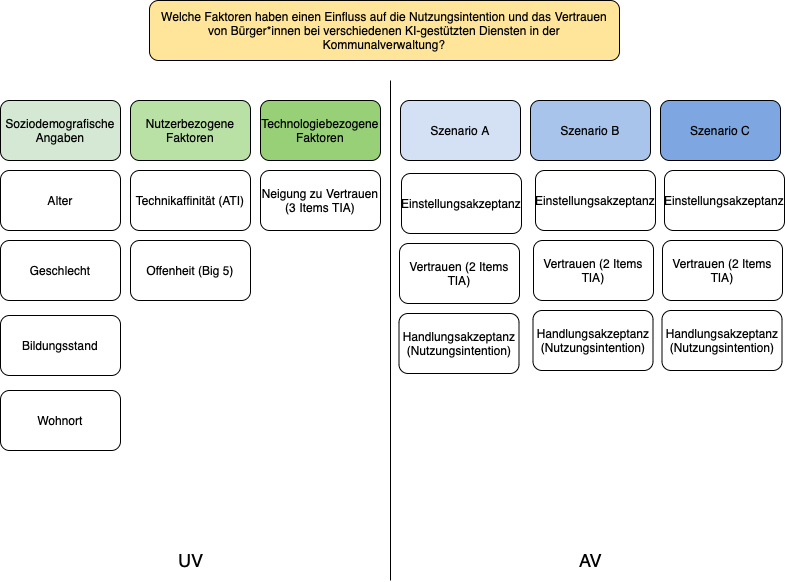 Welche Faktoren haben einen Einfluss auf die Nutzungsintention und das Vertrauen
von Bürger*innen bei verschiedenen KI-gestützten Diensten in der
Kommunalverwaltung?
Soziodemografische
Angaben
Nutzerbezogene
Faktoren
Technologiebezogene
Faktoren
Szenario A
Szenario B
Szenario C
Alter
Technikaffinität (ATI)
Neigung zu Vertrauen
(3 Items TIA)
Einstellungsakzeptanz
Einstellungsakzeptanz
Einstellungsakzeptanz
Geschlecht
Offenheit (Big 5)
Vertrauen (2 Items
TIA)
Vertrauen (2 Items
TIA)
Vertrauen (2 Items
TIA)
Bildungsstand
Handlungsakzeptanz
(Nutzungsintention)
Handlungsakzeptanz
(Nutzungsintention)
Handlungsakzeptanz
(Nutzungsintention)
Wohnort
UV
AV